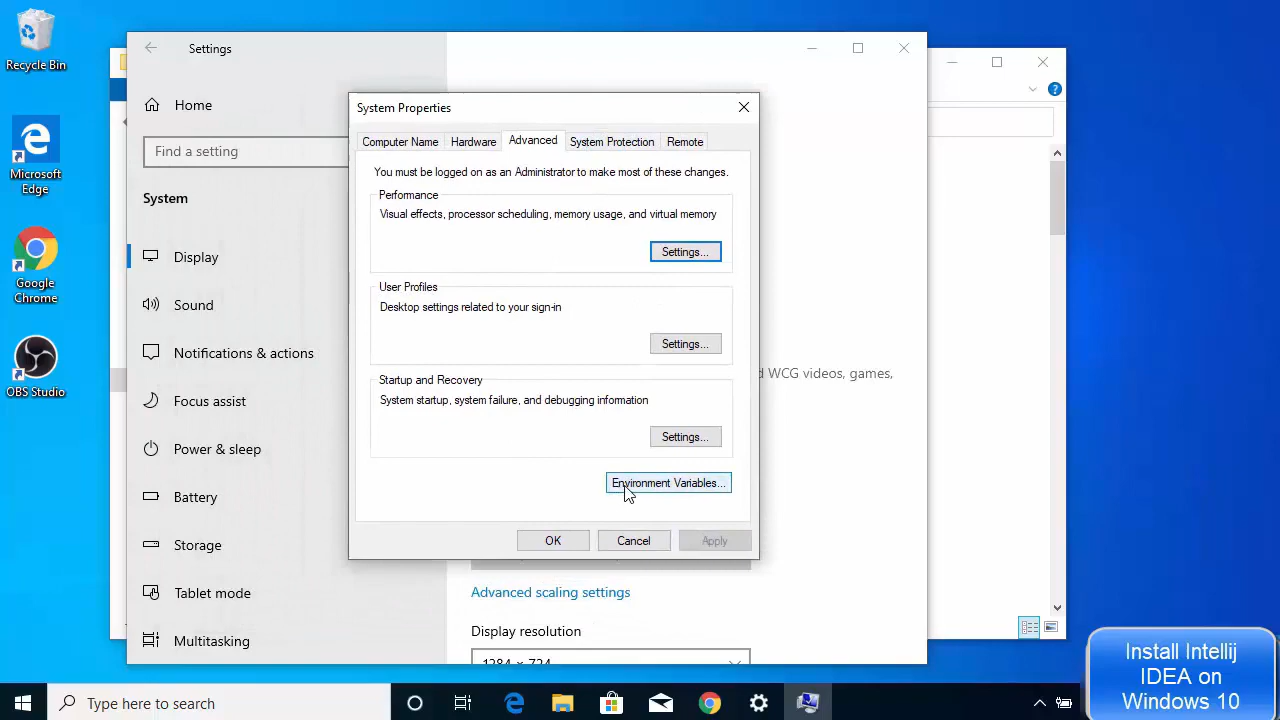 Recycle Bin
Microsoft
Edge
Google
Chrome
OBS Studio
Settings
Home
Find a setting
System
Display
Sound
Notifications & actions
Focus assist
Power & sleep
Battery
Storage
Tablet mode
Multitasking
System Properties
Computer Name
Hardware
Advanced
System Protection
Remote
You must be logged on as an Administrator to make most of these changes.
Performance
Visual effects, processor scheduling, memory usage, and virtual memory
Settings...
User Profiles
Desktop settings related to your sign-in
Settings...
Startup and Recovery
System startup, system failure, and debugging information
Settings...
Environment Variables...
OK
Cancel
Apply
d WCG videos, games,
Advanced scaling settings
Display resolution
1284 × 724
Type here to search
Install Intellij
IDEA on
Windows 10